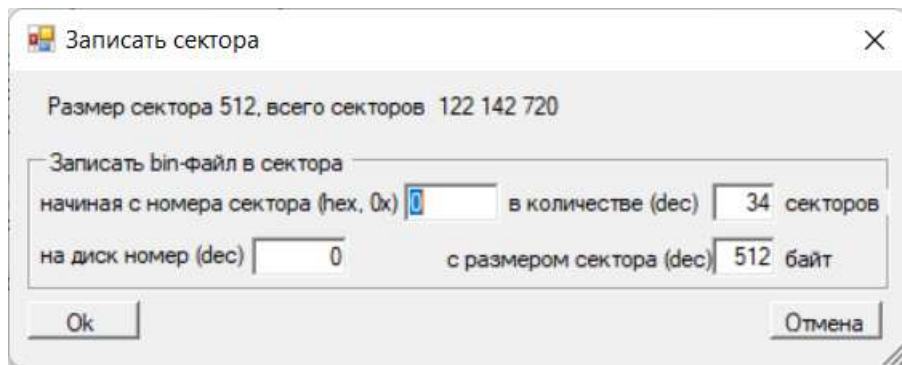 Записать сектора
Размер сектора 512, всего секторов 122 142 720
Записать bin-файл в сектора
начиная с номера сектора (hex, 0x) 0 в количестве (dec) 34 секторов
на диск номер (dec) 0 с размером сектора (dec) 512 байт
Ok Отмена